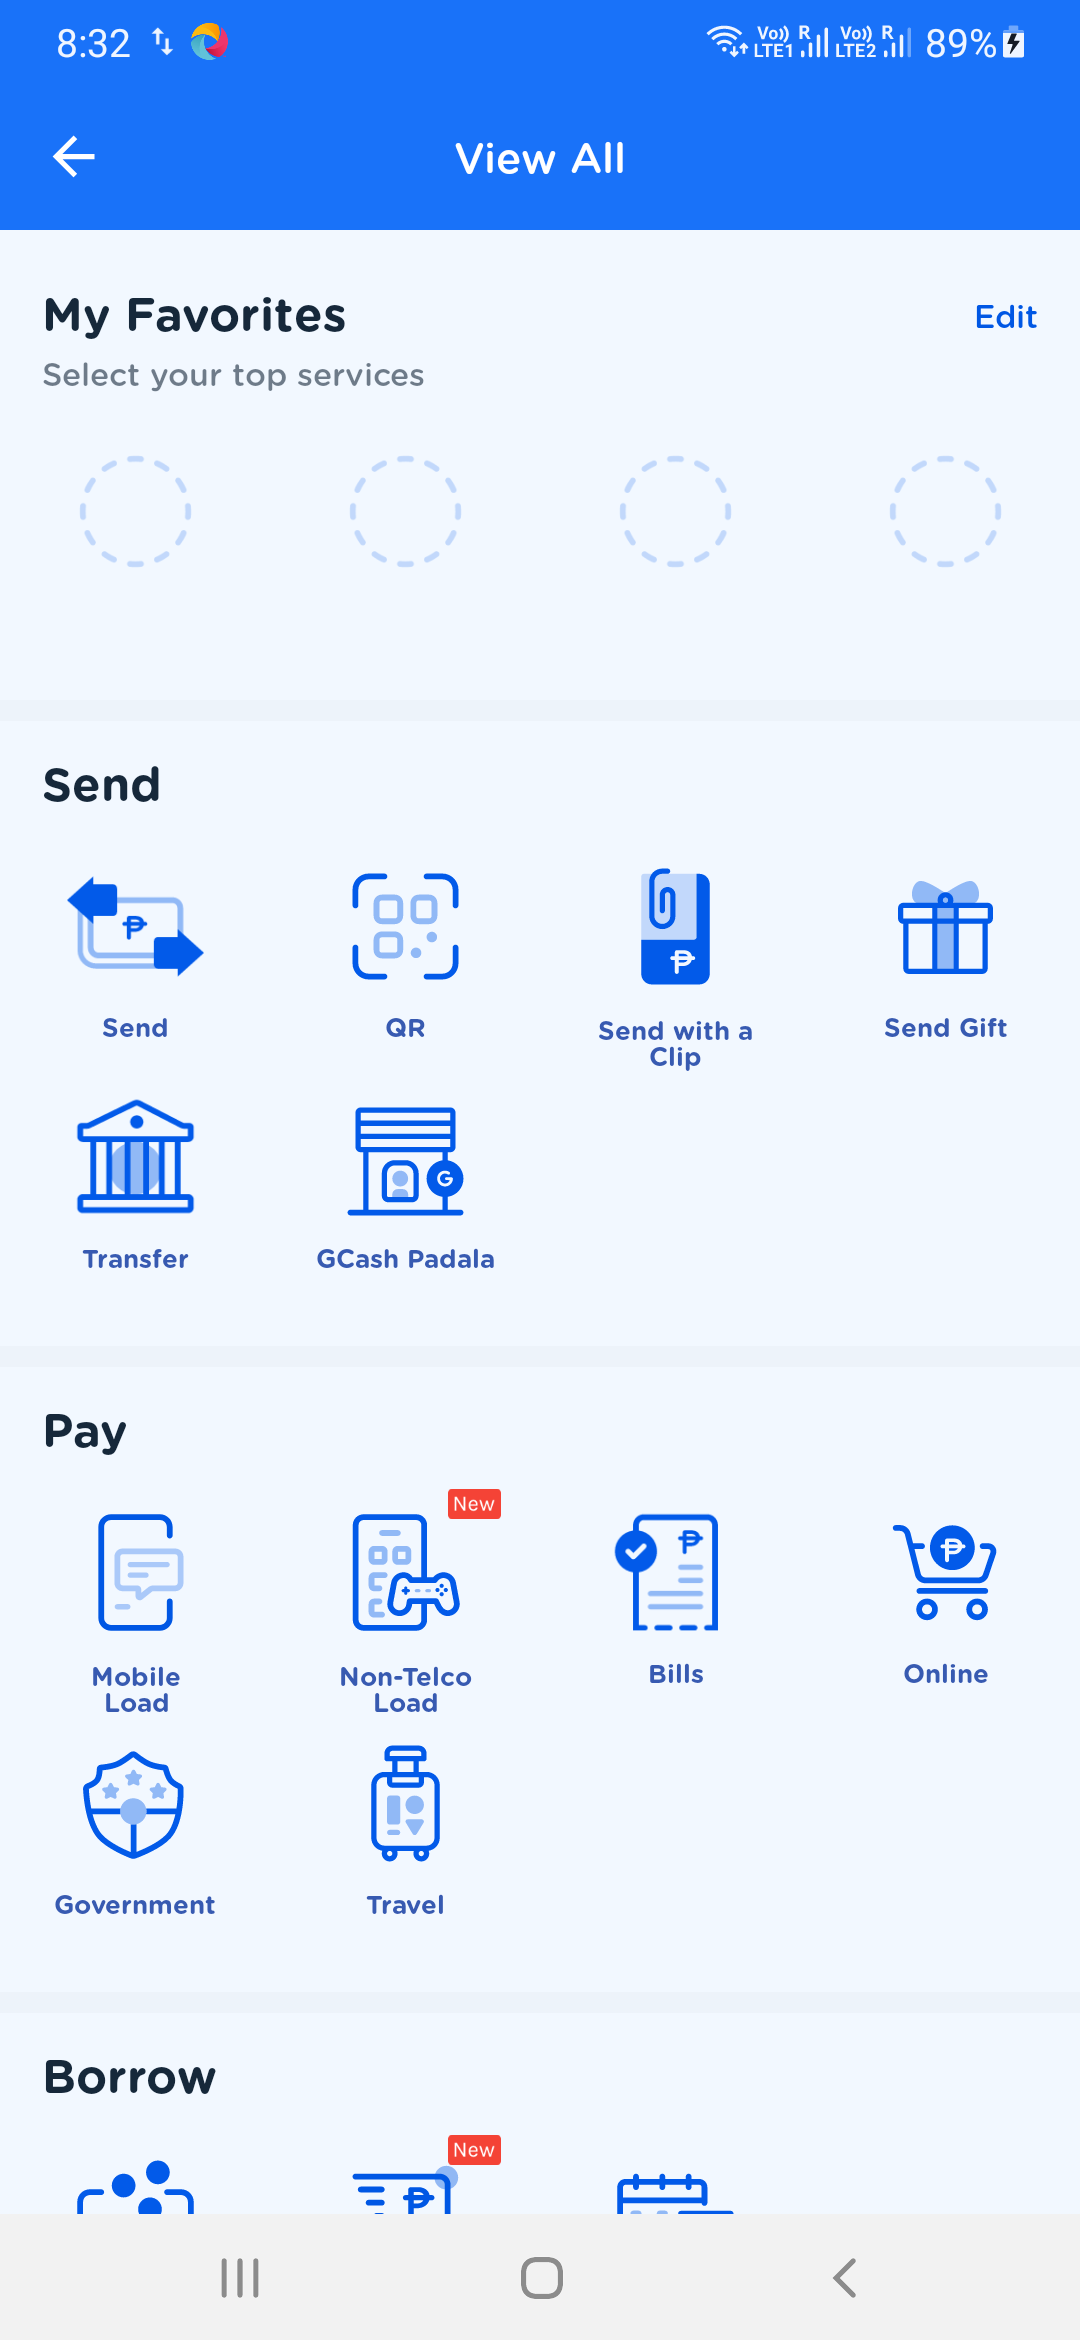 8:32
Vo)) R Vo)) R
LTE1 LTE2
89%
View All
My Favorites
Edit
Select your top services
Send
₱
₱
Send
QR
Send with a
Clip
Send Gift
G
Transfer
GCash Padala
Pay
New
₱
₱
Mobile
Load
Non-Telco
Load
Bills
Online
Government
Travel
Borrow
New
₱